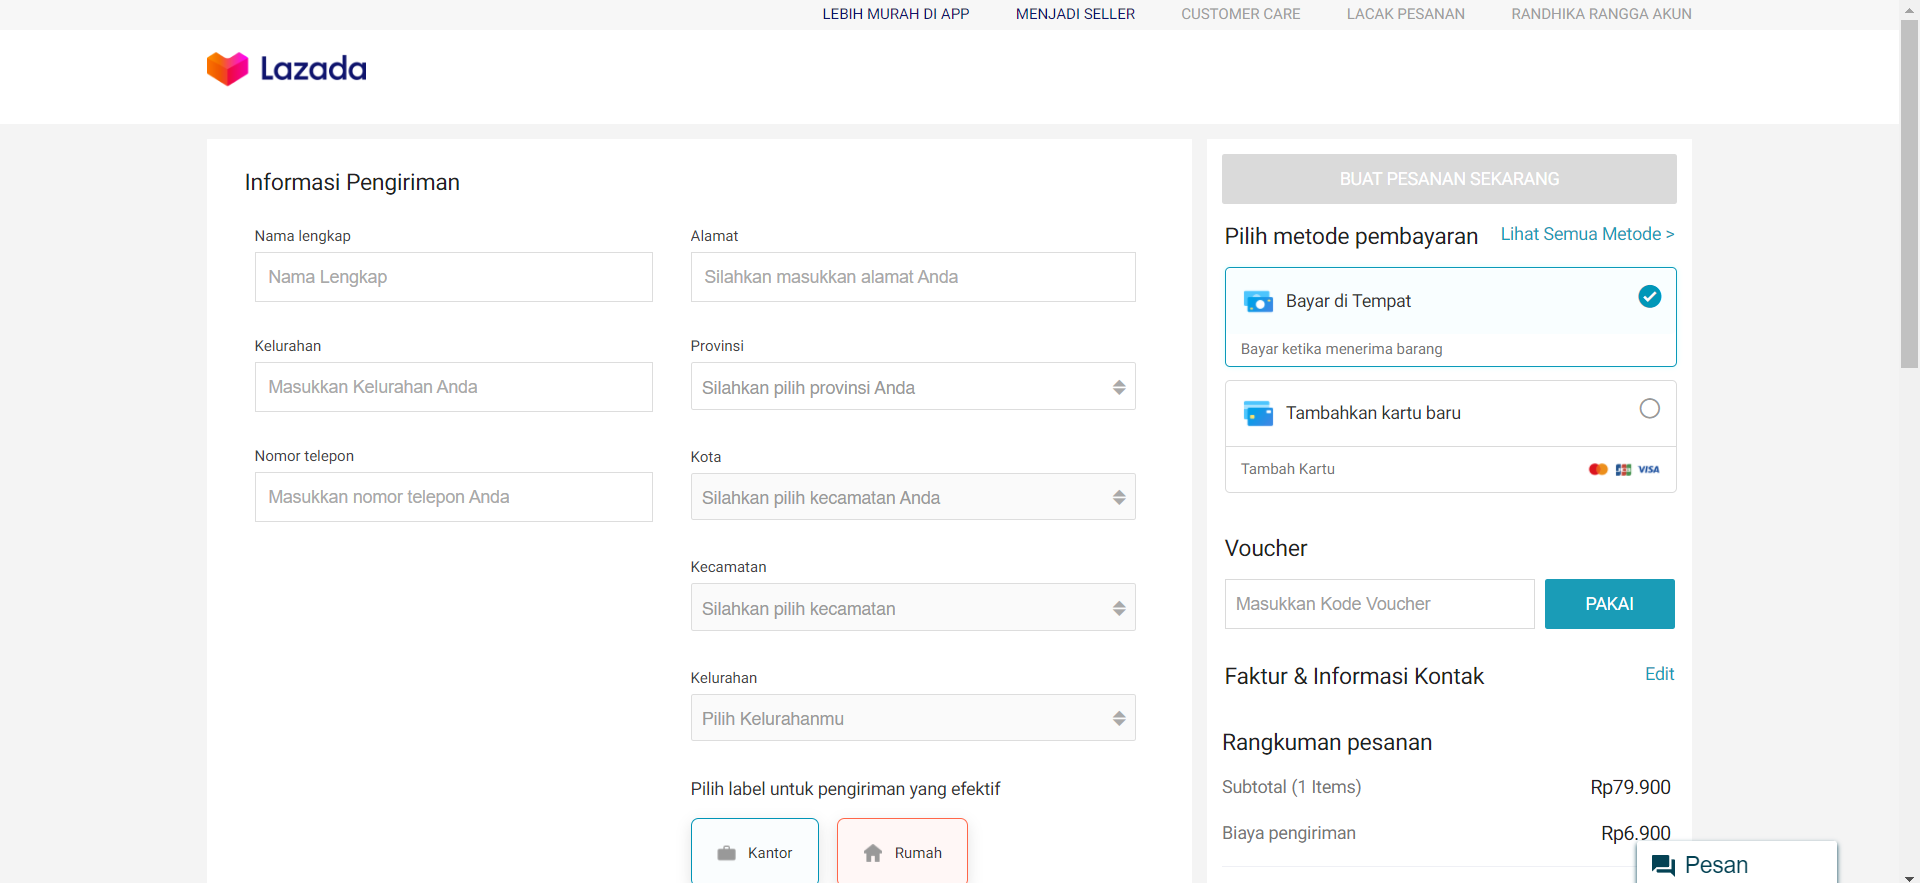 LEBIH MURAH DI APP MENJADI SELLER CUSTOMER CARE LACAK PESANAN RANDHIKA RANGGA AKUN
Lazada
Informasi Pengiriman
Nama lengkap
Nama Lengkap
Kelurahan
Masukkan Kelurahan Anda
Nomor telepon
Masukkan nomor telepon Anda
Alamat
Silahkan masukkan alamat Anda
Provinsi
Silahkan pilih provinsi Anda
Kota
Silahkan pilih kecamatan Anda
Kecamatan
Silahkan pilih kecamatan
Kelurahan
Pilih Kelurahanmu
Pilih label untuk pengiriman yang efektif
Kantor Rumah
BUAT PESANAN SEKARANG
Pilih metode pembayaran Lihat Semua Metode >
Bayar di Tempat
Bayar ketika menerima barang
Tambahkan kartu baru
Tambah Kartu JCB VISA
Voucher
Masukkan Kode Voucher PAKAI
Faktur & Informasi Kontak Edit
Rangkuman pesanan
Subtotal (1 Items) Rp79.900
Biaya pengiriman Rp6.900
Pesan